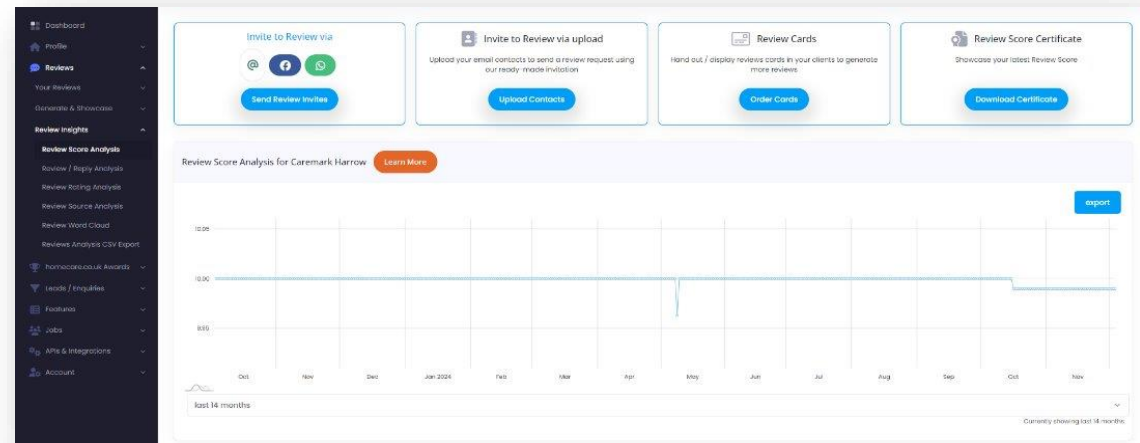 Dashboard
Profile
Reviews
Your Reviews
Generate & Showcase
Review Insights
Review Score Analysis
Review / Reply Analysis
Review Rating Analysis
Review Source Analysis
Review Word Cloud
Reviews Analysis CSV Export
homecare.co.uk Awards
Leads / Enquiries
Features
Jobs
APIs & Integrations
Account
Invite to Review via
Send Review Invites
Invite to Review via upload
Upload your email contacts to send a review request using
our ready-made invitation
Upload Contacts
Review Cards
Hand out / display reviews cards in your clients to generate
more reviews
Order Cards
Review Score Certificate
Showcase your latest Review Score
Download Certificate
Review Score Analysis for Caremark Harrow
Learn More
export
10.00
Oct Nov Dec Jan 2024 Feb Mar Apr May Jun Jul Aug Sep Oct Nov
last 14 months
Currently showing last 14 months